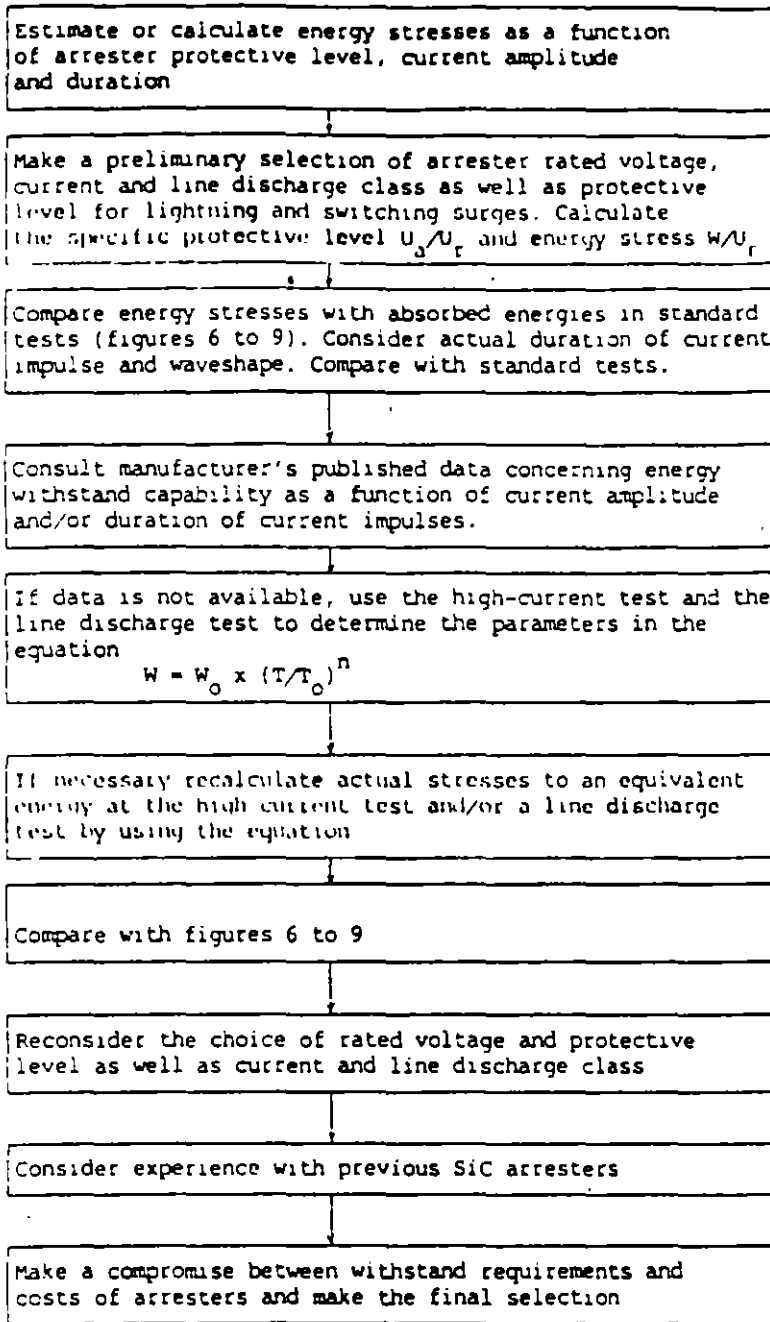 Estimate or calculate energy stresses as a function
of arrester protective level, current amplitude
and duration
Make a preliminary selection of arrester rated voltage,
current and line discharge class as well as protective
level for lightning and switching surges. Calculate
the specific protective level U_a/U_r and energy stress W/U_r
Compare energy stresses with absorbed energies in standard
tests (figures 6 to 9). Consider actual duration of current
impulse and waveshape. Compare with standard tests.
Consult manufacturer's published data concerning energy
withstand capability as a function of current amplitude
and/or duration of current impulses.
If data is not available, use the high-current test and the
line discharge test to determine the parameters in the
equation
W = W_o x (T/T_o)^n
If necessary recalculate actual stresses to an equivalent
energy at the high current test and/or a line discharge
test by using the equation
Compare with figures 6 to 9
Reconsider the choice of rated voltage and protective
level as well as current and line discharge class
Consider experience with previous SiC arresters
Make a compromise between withstand requirements and
costs of arresters and make the final selection